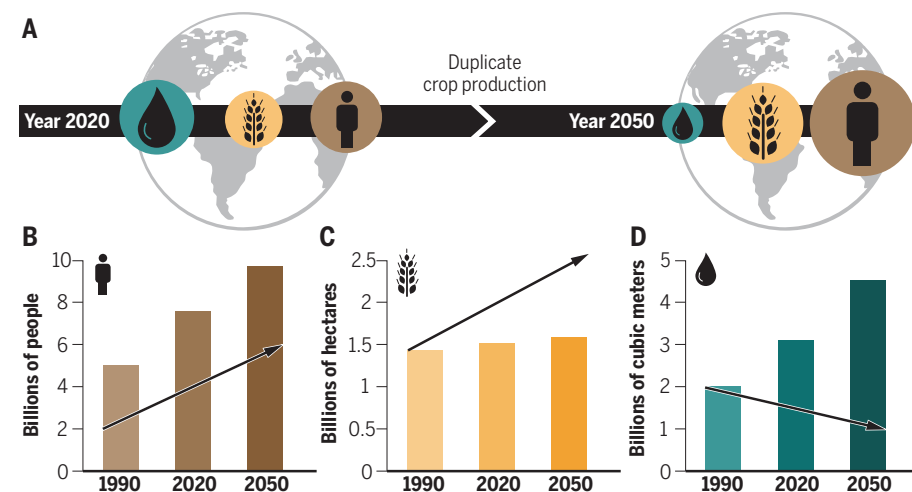 A
Duplicate
crop production
Year 2020
Year 2050
B
Billions of people
10
8
6
4
2
0
1990 2020 2050
C
Billions of hectares
2.5
2
1.5
1
0.5
0
1990 2020 2050
D
Billions of cubic meters
5
4
3
2
1
0
1990 2020 2050